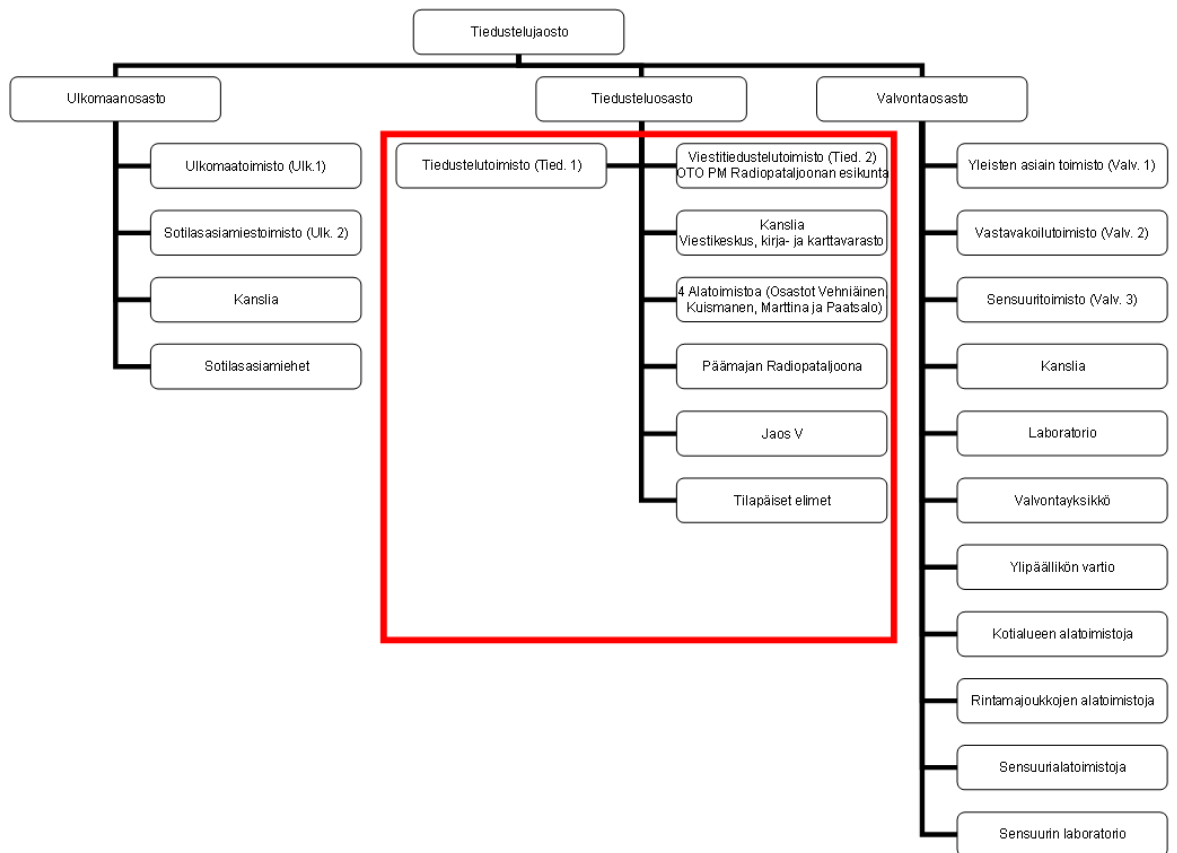 Tiedustelujaosto
Ulkomaanosasto
Tiedusteluosasto
Valvontaosasto
Ulkomaatoimisto (Ulk.1)
Sotilasasiamiestoimisto (Ulk. 2)
Kanslia
Sotilasasiamiehet
Tiedustelutoimisto (Tied. 1)
Viestitiedustelutoimisto (Tied. 2)
OTO PM Radiopataljoonan esikunta
Kanslia
Viestikeskus, kirja- ja karttavarasto
4 Alatoimistoa (Osastot Vehniäinen,
Kuismanen, Marttina ja Paatsalo)
Päämajan Radiopataljoona
Jaos V
Tilapäiset elimet
Yleisten asiain toimisto (Valv. 1)
Vastavakoilutoimisto (Valv. 2)
Sensuuritoimisto (Valv. 3)
Kanslia
Laboratorio
Valvontayksikkö
Ylipäällikön vartio
Kotialueen alatoimistoja
Rintamajoukkojen alatoimistoja
Sensuurialatoimistoja
Sensuurin laboratorio